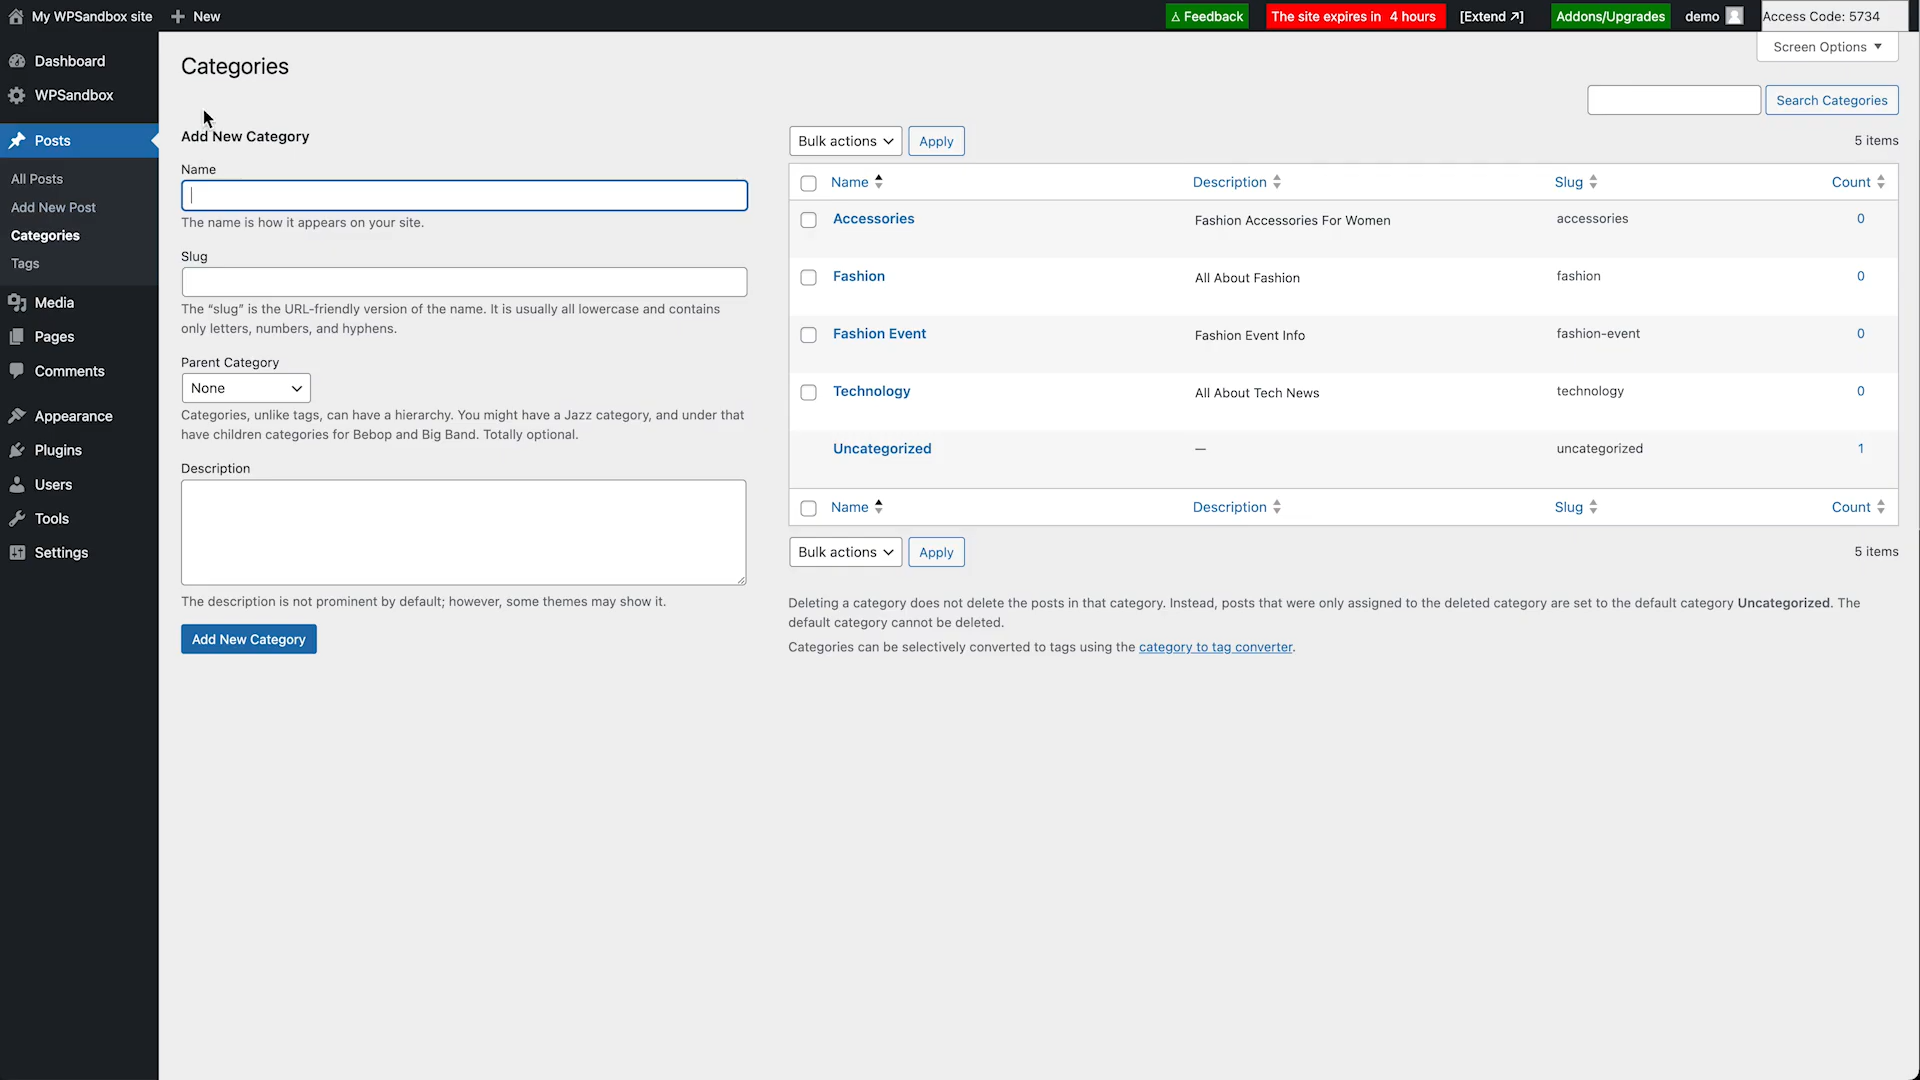 My WPSandbox site
New
Feedback
The site expires in 4 hours
[Extend ↗]
Addons/Upgrades
demo
Access Code: 5734
Screen Options ▼
Dashboard
WPSandbox
Posts
All Posts
Add New Post
Categories
Tags
Media
Pages
Comments
Appearance
Plugins
Users
Tools
Settings
Categories
Search Categories
Add New Category
Name
The name is how it appears on your site.
Slug
The “slug” is the URL-friendly version of the name. It is usually all lowercase and contains
only letters, numbers, and hyphens.
Parent Category
None
Categories, unlike tags, can have a hierarchy. You might have a Jazz category, and under that
have children categories for Bebop and Big Band. Totally optional.
Description
The description is not prominent by default; however, some themes may show it.
Add New Category
Bulk actions Apply 5 items
Name Description Slug Count
Accessories Fashion Accessories For Women accessories 0
Fashion All About Fashion fashion 0
Fashion Event Fashion Event Info fashion-event 0
Technology All About Tech News technology 0
Uncategorized — uncategorized 1
Name Description Slug Count
Bulk actions Apply 5 items
Deleting a category does not delete the posts in that category. Instead, posts that were only assigned to the deleted category are set to the default category Uncategorized. The
default category cannot be deleted.
Categories can be selectively converted to tags using the category to tag converter.